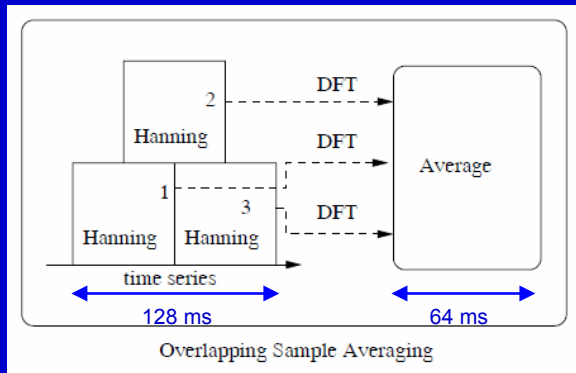 DFT
2
Hanning
DFT
Average
1
3
DFT
Hanning
Hanning
time series
128 ms
64 ms
Overlapping Sample Averaging